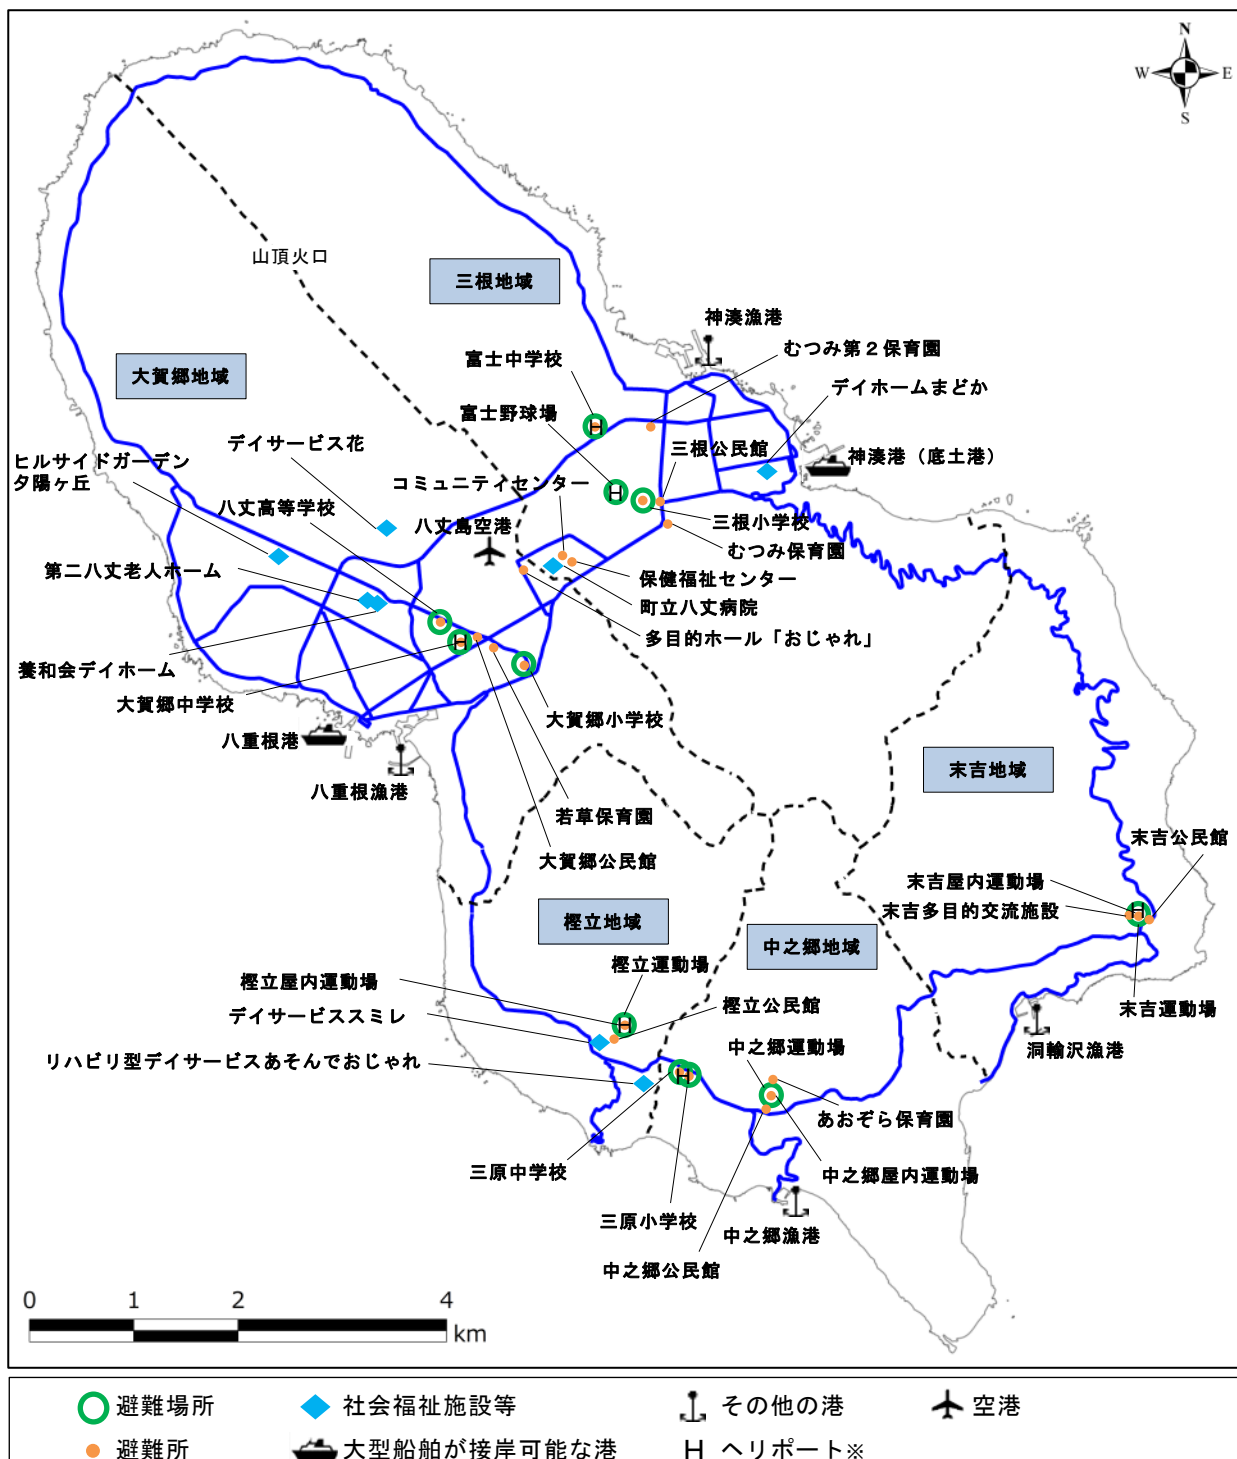 N
W
E
S
山頂火口
三根地域
神湊漁港
富士中学校
むつみ第2保育園
大賀郷地域
デイホームまどか
富士野球場
デイサービス花
三根公民館
ヒルサイドガーデン
夕陽ヶ丘
神湊港（底土港）
コミュニティセンター
八丈高等学校
三根小学校
八丈島空港
むつみ保育園
第二八丈老人ホーム
保健福祉センター
町立八丈病院
多目的ホール「おじゃれ」
養和会デイホーム
大賀郷中学校
大賀郷小学校
八重根港
末吉地域
八重根漁港
若草保育園
末吉公民館
大賀郷公民館
末吉屋内運動場
末吉多目的交流施設
樫立地域
中之郷地域
樫立運動場
樫立屋内運動場
樫立公民館
末吉運動場
デイサービススミレ
中之郷運動場
洞輪沢漁港
リハビリ型デイサービスあそんでおじゃれ
あおぞら保育園
三原中学校
中之郷屋内運動場
三原小学校
中之郷漁港
中之郷公民館
0 1 2 4
km
避難場所
社会福祉施設等
その他の港
空港
避難所
大型船舶が接岸可能な港
H ヘリポート※